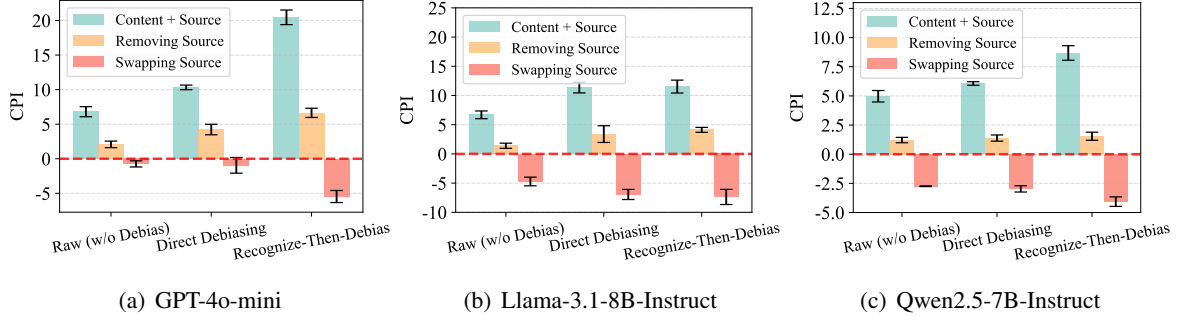 CPI
20
15
10
5
0
-5
Content + Source
Removing Source
Swapping Source
Raw (w/o Debias)
Direct Debiasing
Recognize-Then-Debias
(a) GPT-4o-mini
CPI
25
20
15
10
5
0
-5
-10
Content + Source
Removing Source
Swapping Source
Raw (w/o Debias)
Direct Debiasing
Recognize-Then-Debias
(b) Llama-3.1-8B-Instruct
CPI
12.5
10.0
7.5
5.0
2.5
0.0
-2.5
-5.0
Content + Source
Removing Source
Swapping Source
Raw (w/o Debias)
Direct Debiasing
Recognize-Then-Debias
(c) Qwen2.5-7B-Instruct